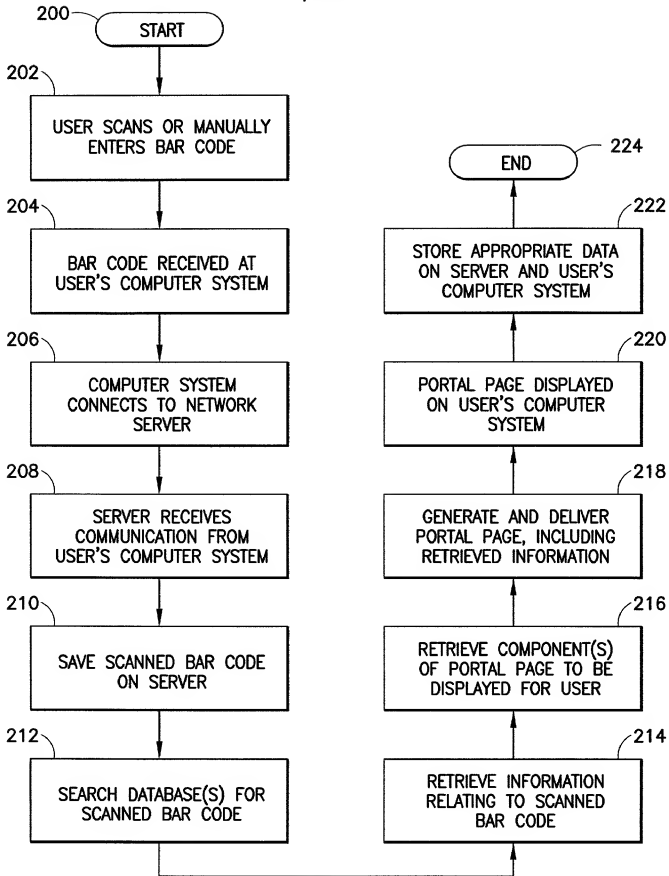 200
START
202
USER SCANS OR MANUALLY
ENTERS BAR CODE
204
BAR CODE RECEIVED AT
USER'S COMPUTER SYSTEM
206
COMPUTER SYSTEM
CONNECTS TO NETWORK
SERVER
208
SERVER RECEIVES
COMMUNICATION FROM
USER'S COMPUTER SYSTEM
210
SAVE SCANNED BAR CODE
ON SERVER
212
SEARCH DATABASE(S) FOR
SCANNED BAR CODE
214
RETRIEVE INFORMATION
RELATING TO SCANNED
BAR CODE
216
RETRIEVE COMPONENT(S)
OF PORTAL PAGE TO BE
DISPLAYED FOR USER
218
GENERATE AND DELIVER
PORTAL PAGE, INCLUDING
RETRIEVED INFORMATION
220
PORTAL PAGE DISPLAYED
ON USER'S COMPUTER
SYSTEM
222
STORE APPROPRIATE DATA
ON SERVER AND USER'S
COMPUTER SYSTEM
224
END